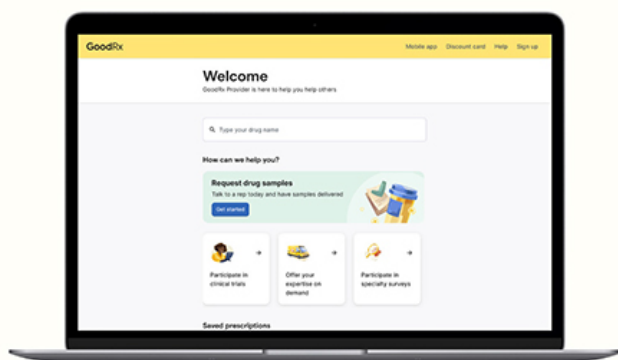 GoodRx
Mobile app Discount card Help Sign up
Welcome
GoodRx Provider is here to help you help others
Type your drug name
How can we help you?
Request drug samples
Talk to a rep today and have samples delivered
Get started
Participate in
clinical trials
Offer your
expertise on
demand
Participate in
specialty surveys
Saved prescriptions